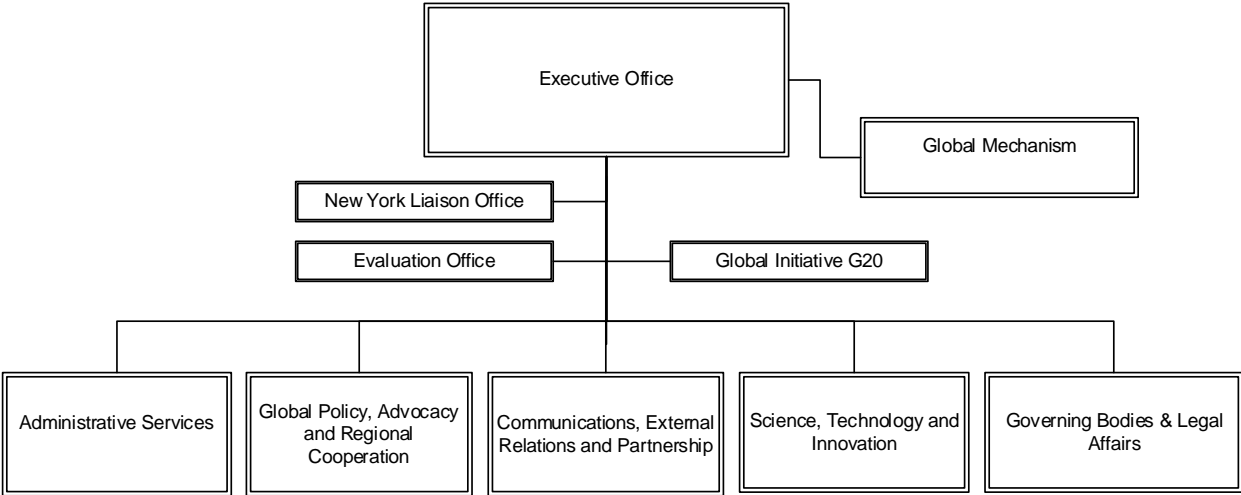 Executive Office
Global Mechanism
New York Liaison Office
Evaluation Office
Global Initiative G20
Administrative Services
Global Policy, Advocacy
and Regional
Cooperation
Communications, External
Relations and Partnership
Science, Technology and
Innovation
Governing Bodies & Legal
Affairs